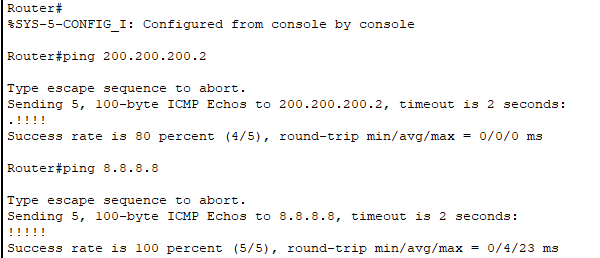 Router#
%SYS-5-CONFIG_I: Configured from console by console
Router#ping 200.200.200.2
Type escape sequence to abort.
Sending 5, 100-byte ICMP Echos to 200.200.200.2, timeout is 2 seconds:
.!!!!
Success rate is 80 percent (4/5), round-trip min/avg/max = 0/0/0 ms
Router#ping 8.8.8.8
Type escape sequence to abort.
Sending 5, 100-byte ICMP Echos to 8.8.8.8, timeout is 2 seconds:
!!!!!
Success rate is 100 percent (5/5), round-trip min/avg/max = 0/4/23 ms